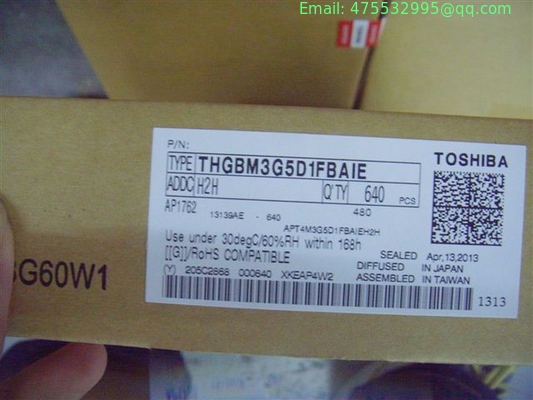 Email: 475532995@qq.com
P/N:
TYPE THGBM3G5D1FBAIE
TOSHIBA
ADDC H2H Q'TY 640 PCS
AP1762 480
13139AE - 640
APT4M3G5D1FBAIEH2H
Use under 30degC/60%RH within 168h
[[G]]/RoHS COMPATIBLE
SEALED Apr,13,2013
DIFFUSED IN JAPAN
ASSEMBLED IN TAIWAN
(Y) 205C2868 000640 XKEAP4W2
1313
G60W1